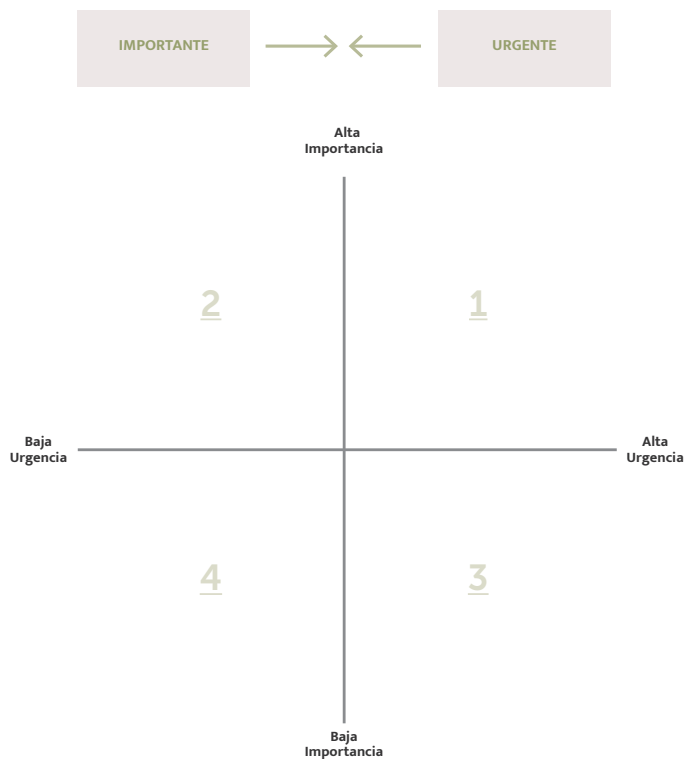 IMPORTANTE
URGENTE
Alta
Importancia
2
1
Baja
Urgencia
Alta
Urgencia
4
3
Baja
Importancia